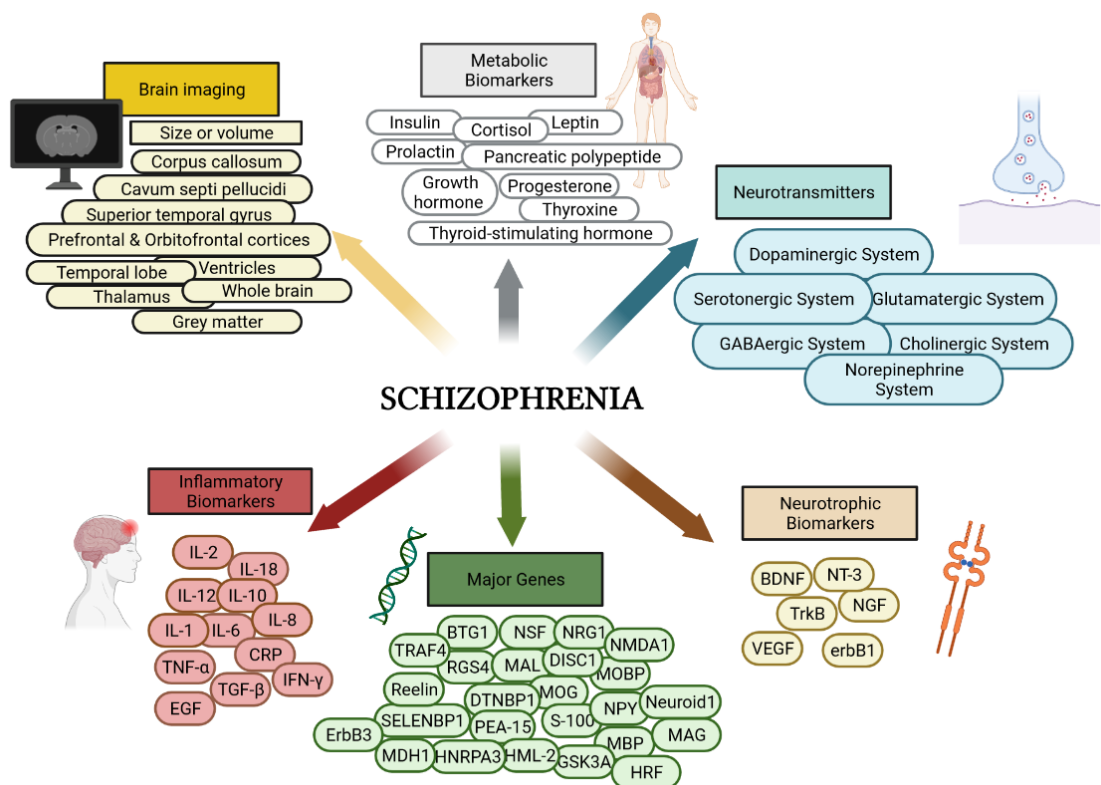 Brain imaging
Size or volume
Corpus callosum
Cavum septi pellucidi
Superior temporal gyrus
Prefrontal & Orbitofrontal cortices
Temporal lobe
Ventricles
Thalamus
Whole brain
Grey matter
Metabolic
Biomarkers
Insulin
Cortisol
Leptin
Prolactin
Pancreatic polypeptide
Growth
hormone
Progesterone
Thyroxine
Thyroid-stimulating hormone
Neurotransmitters
Dopaminergic System
Serotonergic System
Glutamatergic System
GABAergic System
Cholinergic System
Norepinephrine
System
SCHIZOPHRENIA
Inflammatory
Biomarkers
IL-2
IL-18
IL-12
IL-10
IL-1
IL-6
IL-8
TNF-α
CRP
TGF-β
IFN-γ
EGF
Major Genes
BTG1
NSF
NRG1
NMDA1
TRAF4
RGS4
MAL
DISC1
MOBP
Reelin
DTNBP1
MOG
NPY
Neuroid1
SELENBP1
PEA-15
S-100
ErbB3
MBP
MAG
MDH1
HNRPA3
HML-2
GSK3A
HRF
Neurotrophic
Biomarkers
BDNF
NT-3
TrkB
NGF
VEGF
erbB1